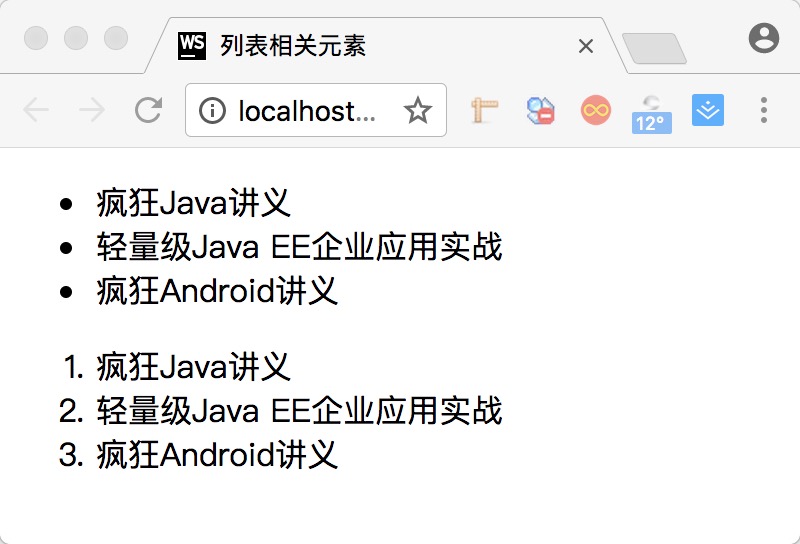 WS 列表相关元素
localhost...
12°
• 疯狂Java讲义
• 轻量级Java EE企业应用实战
• 疯狂Android讲义
1. 疯狂Java讲义
2. 轻量级Java EE企业应用实战
3. 疯狂Android讲义